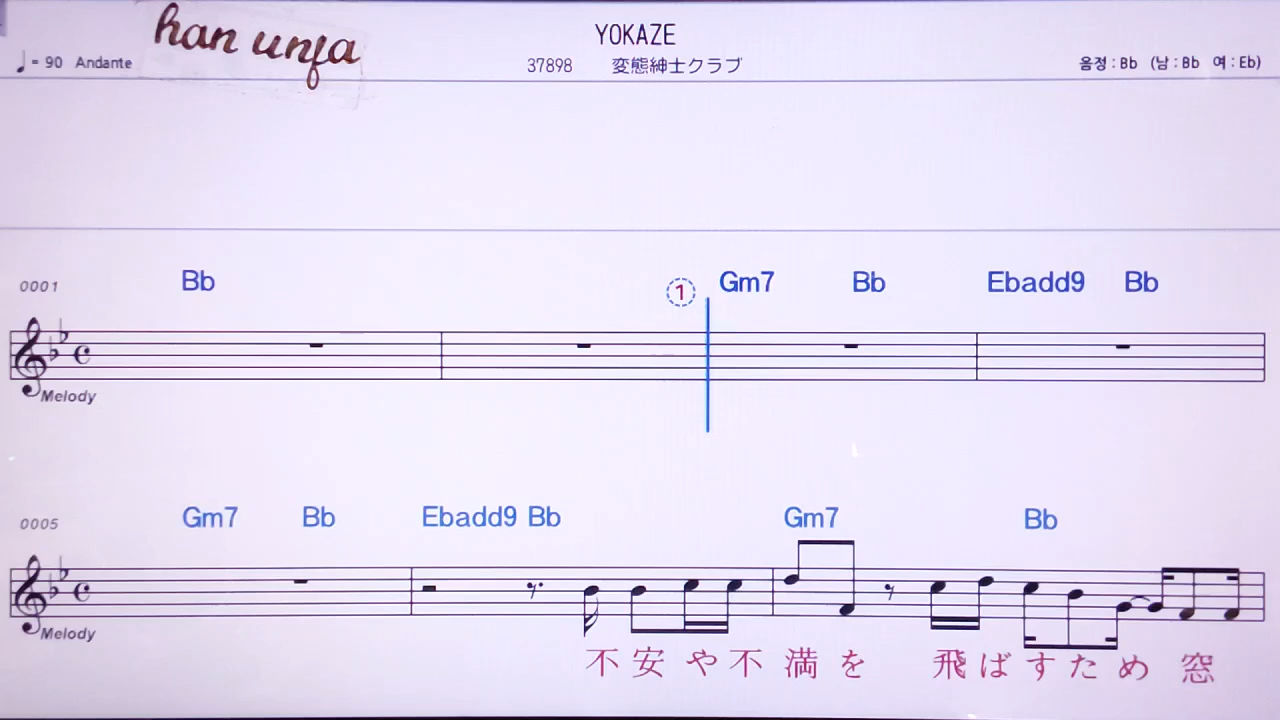 han unfa
YOKAZE
♩= 90 Andante
37898 変態紳士クラブ
음정 : Bb (남 : Bb 여 : Eb)
0001 Bb ① Gm7 Bb Ebadd9 Bb
Melody
0005 Gm7 Bb Ebadd9 Bb Gm7 Bb
Melody
不安や不満を 飛ばすため 窓